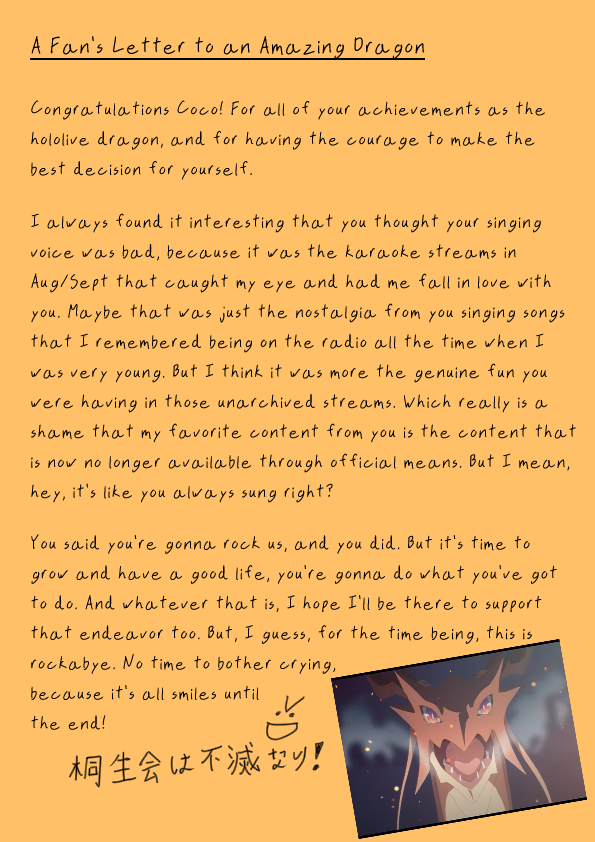 A Fan's Letter to an Amazing Dragon
Congratulations Coco! For all of your achievements as the
hololive dragon, and for having the courage to make the
best decision for yourself.
I always found it interesting that you thought your singing
voice was bad, because it was the karaoke streams in
Aug/Sept that caught my eye and had me fall in love with
you. Maybe that was just the nostalgia from you singing songs
that I remembered being on the radio all the time when I
was very young. But I think it was more the genuine fun you
were having in those unarchived streams. Which really is a
shame that my favorite content from you is the content that
is now no longer available through official means. But I mean,
hey, it's like you always sung right?
You said you're gonna rock us, and you did. But it's time to
grow and have a good life, you're gonna do what you've got
to do. And whatever that is, I hope I'll be there to support
that endeavor too. But, I guess, for the time being, this is
rockabye. No time to bother crying,
because it's all smiles until
the end!
桐生会は不滅なり!